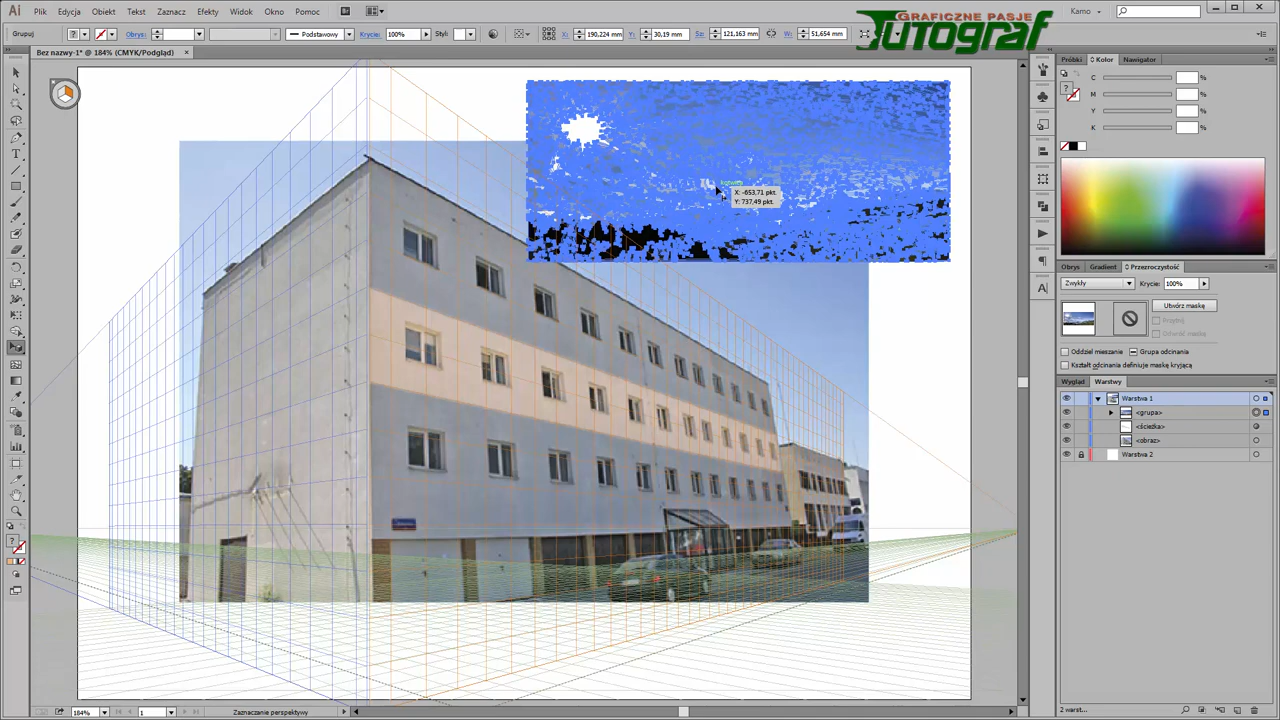 Ai
Plik
Edycja
Obiekt
Tekst
Zaznacz
Efekty
Widok
Okno
Pomoc
Br
Karno
GRAFICZNE PASJE
Tutograf
Grupuj
Obrys:
Podstawowy
Krycie:
100%
Styl:
X:
190,224 mm
Y:
30,19 mm
Sz:
121,163 mm
W:
51,654 mm
Bez nazwy-1* @ 184% (CMYK/Podgląd)
×
Próbki
Kolor
Nawigator
C
%
M
%
Y
%
K
%
X: -653,71 pkt.
Y: 737,49 pkt.
Obrys
Gradient
Przezroczystość
Zwykły
Krycie:
100%
Utwórz maskę
Przytnij
Odwróć maskę
Oddziel mieszanie
Grupa odcinania
Kształt odcinania definiuje maskę kryjącą
Wygląd
Warstwy
Warstwa 1
<grupa>
<ścieżka>
<obraz>
Warstwa 2
184%
1
Zaznaczanie perspektywy
2 warst...